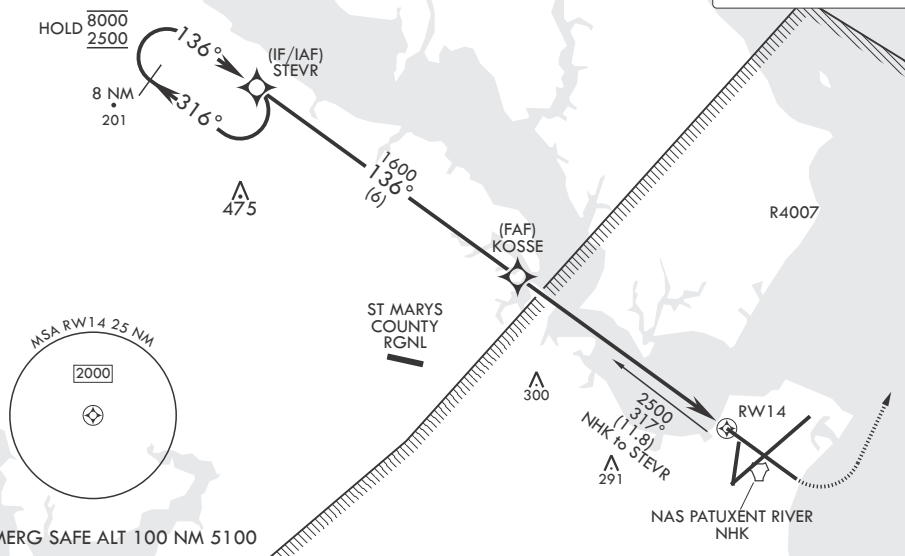 HOLD 8000
2500
136°
(IF/IAF)
STEVR
8 NM
201
316°
475
1600
136°
(6)
R4007
(FAF)
KOSSE
ST MARYS
COUNTY
RGNL
MSA RW14 25 NM
2000
300
2500
317°
(11.8)
NHK to STEVR
RW14
291
NAS PATUXENT RIVER
NHK
MERG SAFE ALT 100 NM 5100